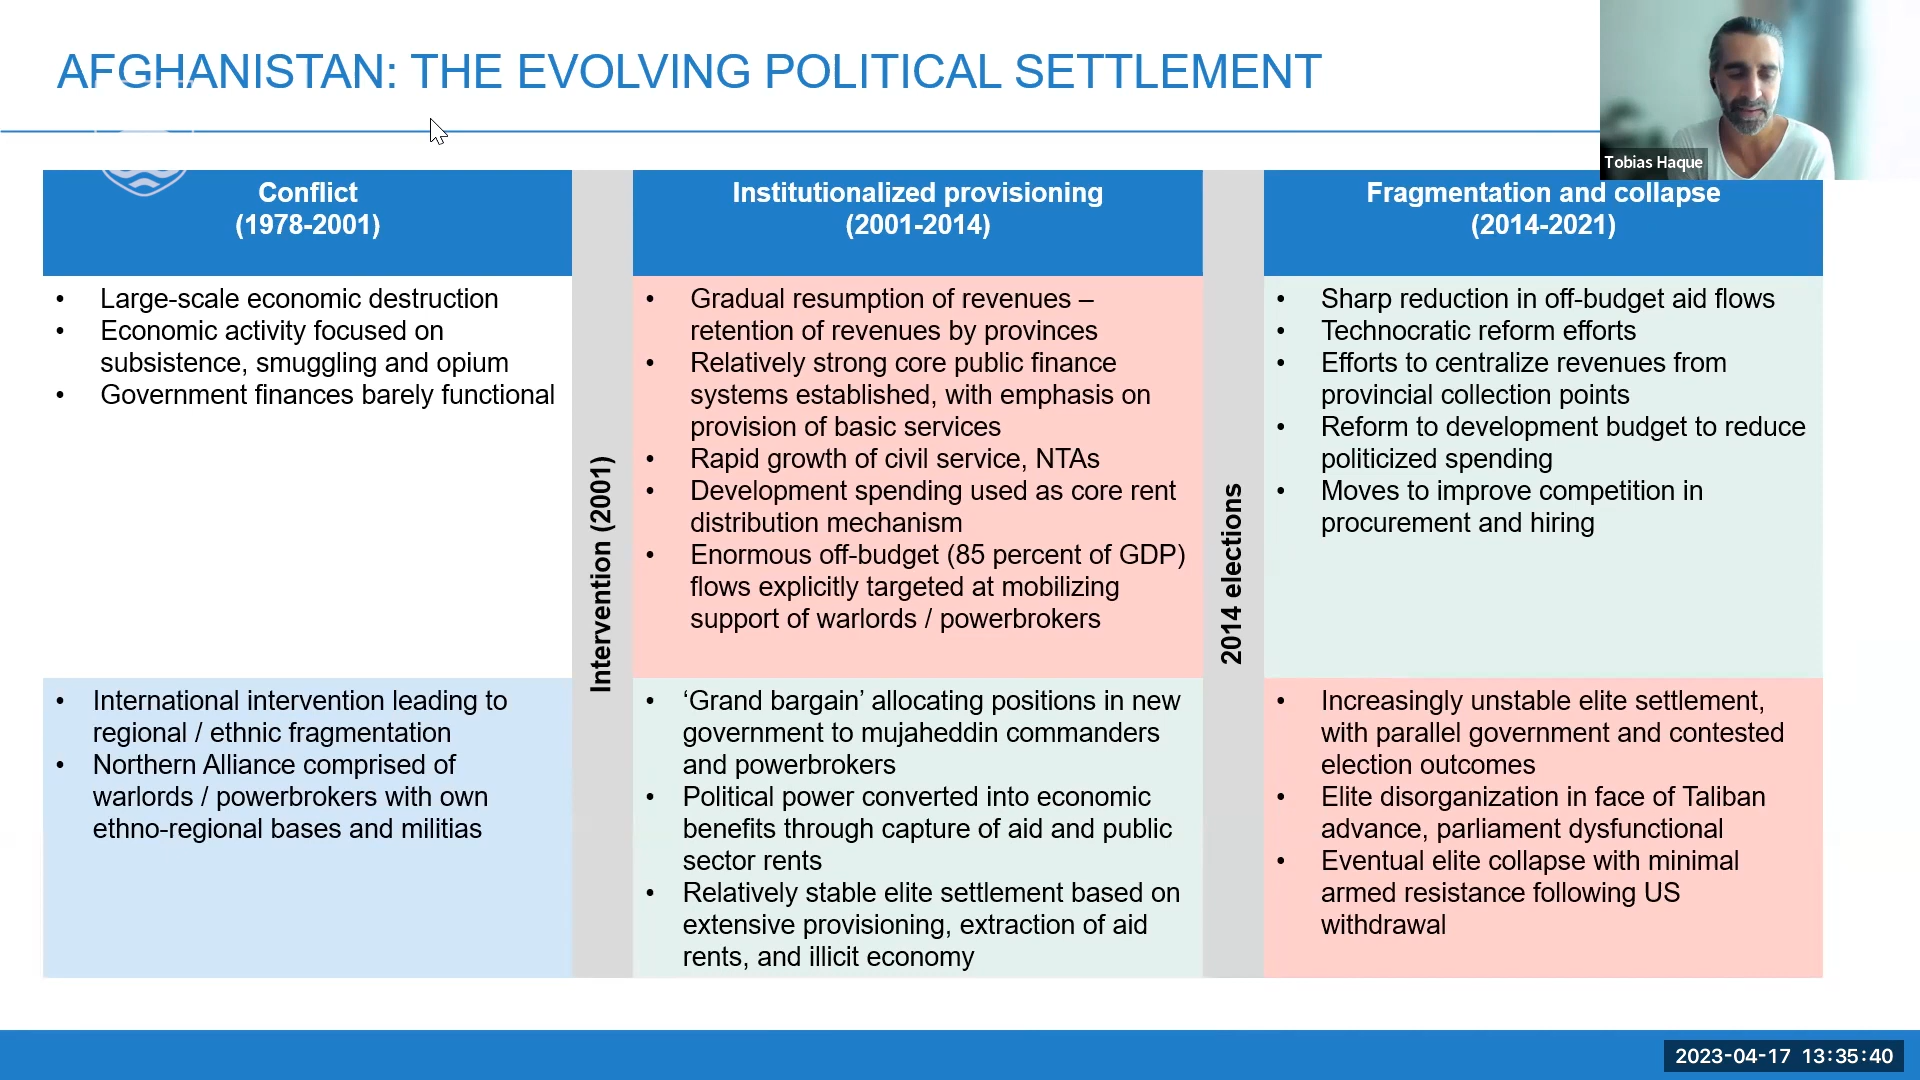 AFGHANISTAN: THE EVOLVING POLITICAL SETTLEMENT
Tobias Haque
Conflict
(1978-2001)
• Large-scale economic destruction
• Economic activity focused on
subsistence, smuggling and opium
• Government finances barely functional
• International intervention leading to
regional / ethnic fragmentation
• Northern Alliance comprised of
warlords / powerbrokers with own
ethno-regional bases and militias
Intervention (2001)
Institutionalized provisioning
(2001-2014)
• Gradual resumption of revenues –
retention of revenues by provinces
• Relatively strong core public finance
systems established, with emphasis on
provision of basic services
• Rapid growth of civil service, NTAs
• Development spending used as core rent
distribution mechanism
• Enormous off-budget (85 percent of GDP)
flows explicitly targeted at mobilizing
support of warlords / powerbrokers
• ‘Grand bargain’ allocating positions in new
government to mujaheddin commanders
and powerbrokers
• Political power converted into economic
benefits through capture of aid and public
sector rents
• Relatively stable elite settlement based on
extensive provisioning, extraction of aid
rents, and illicit economy
2014 elections
Fragmentation and collapse
(2014-2021)
• Sharp reduction in off-budget aid flows
• Technocratic reform efforts
• Efforts to centralize revenues from
provincial collection points
• Reform to development budget to reduce
politicized spending
• Moves to improve competition in
procurement and hiring
• Increasingly unstable elite settlement,
with parallel government and contested
election outcomes
• Elite disorganization in face of Taliban
advance, parliament dysfunctional
• Eventual elite collapse with minimal
armed resistance following US
withdrawal
2023-04-17 13:35:40